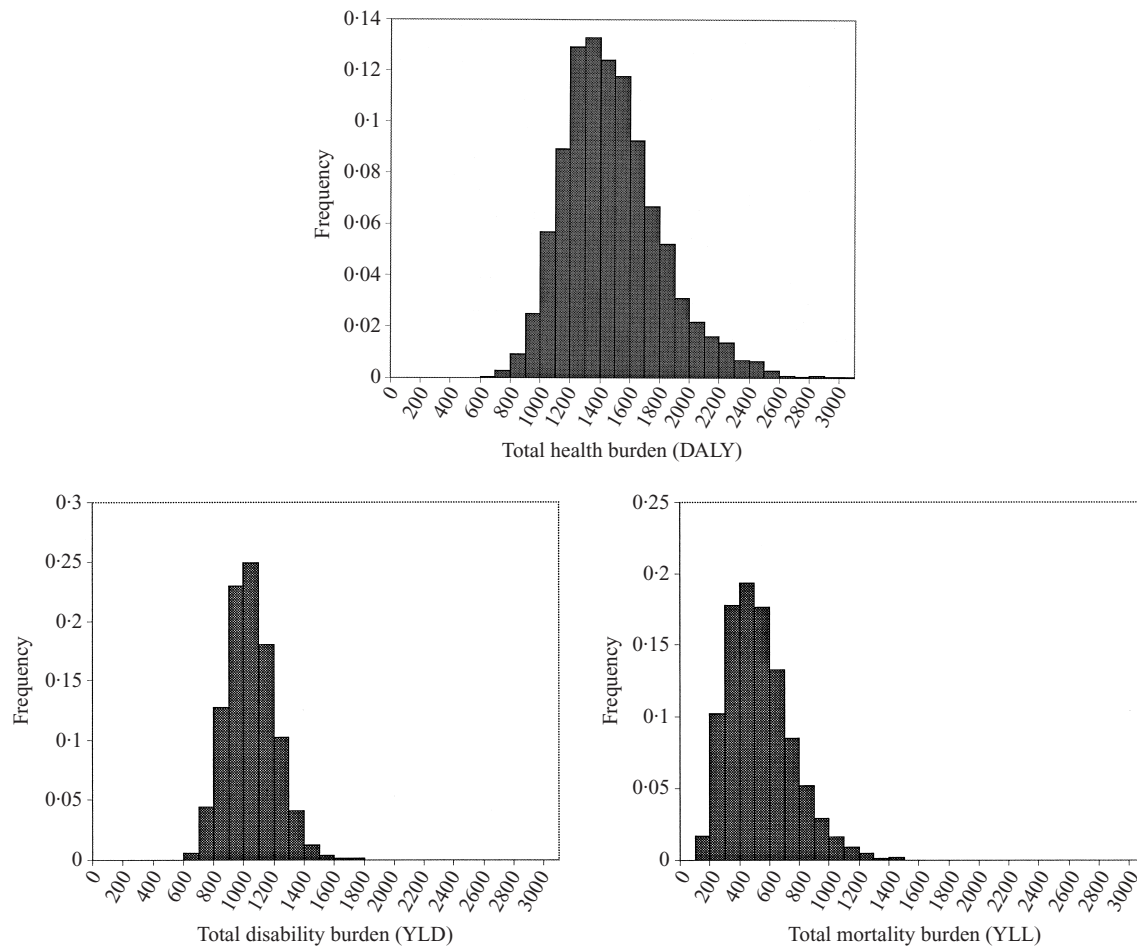 0·14
0·12
0·1
0·08
0·06
0·04
0·02
0
Frequency
0 200 400 600 800 1000 1200 1400 1600 1800 2000 2200 2400 2600 2800 3000
Total health burden (DALY)
0·3
0·25
0·2
0·15
0·1
0·05
0
Frequency
0 200 400 600 800 1000 1200 1400 1600 1800 2000 2200 2400 2600 2800 3000
Total disability burden (YLD)
0·25
0·2
0·15
0·1
0·05
0
Frequency
200 400 600 800 1000 1200 1400 1600 1800 2000 2200 2400 2600 2800 3000
Total mortality burden (YLL)